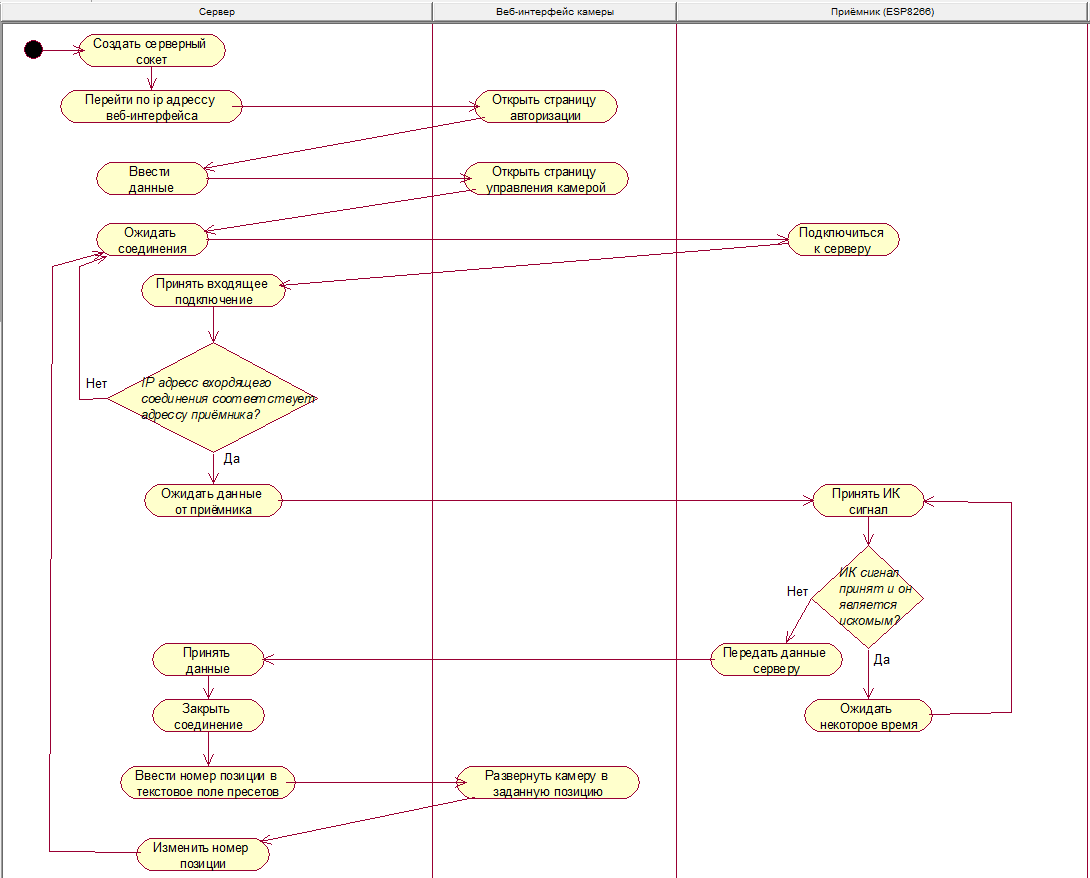 Сервер
Веб-интерфейс камеры
Приёмник (ESP8266)
Создать серверный
сокет
Перейти по ip адрессу
веб-интерфейса
Открыть страницу
авторизации
Ввести
данные
Открыть страницу
управления камерой
Ожидать
соединения
Подключиться
к серверу
Принять входящее
подключение
Нет
IP адресс вхордящего
соединения соответствует
адрессу приёмника?
Да
Ожидать данные
от приёмника
Принять ИК
сигнал
ИК сигнал
принят и он
является
искомым?
Нет
Да
Принять
данные
Передать данные
серверу
Закрыть
соединение
Ожидать
некоторое время
Ввести номер позиции в
текстовое поле пресетов
Развернуть камеру в
заданную позицию
Изменить номер
позиции